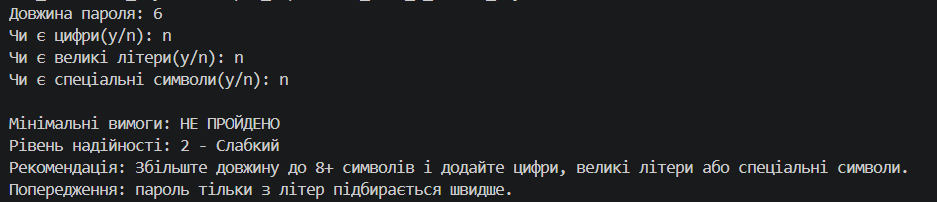 Довжина пароля: 6
Чи є цифри(y/n): n
Чи є великі літери(y/n): n
Чи є спеціальні символи(y/n): n
Мінімальні вимоги: НЕ ПРОЙДЕНО
Рівень надійності: 2 - Слабкий
Рекомендація: Збільште довжину до 8+ символів і додайте цифри, великі літери або спеціальні символи.
Попередження: пароль тільки з літер підбирається швидше.